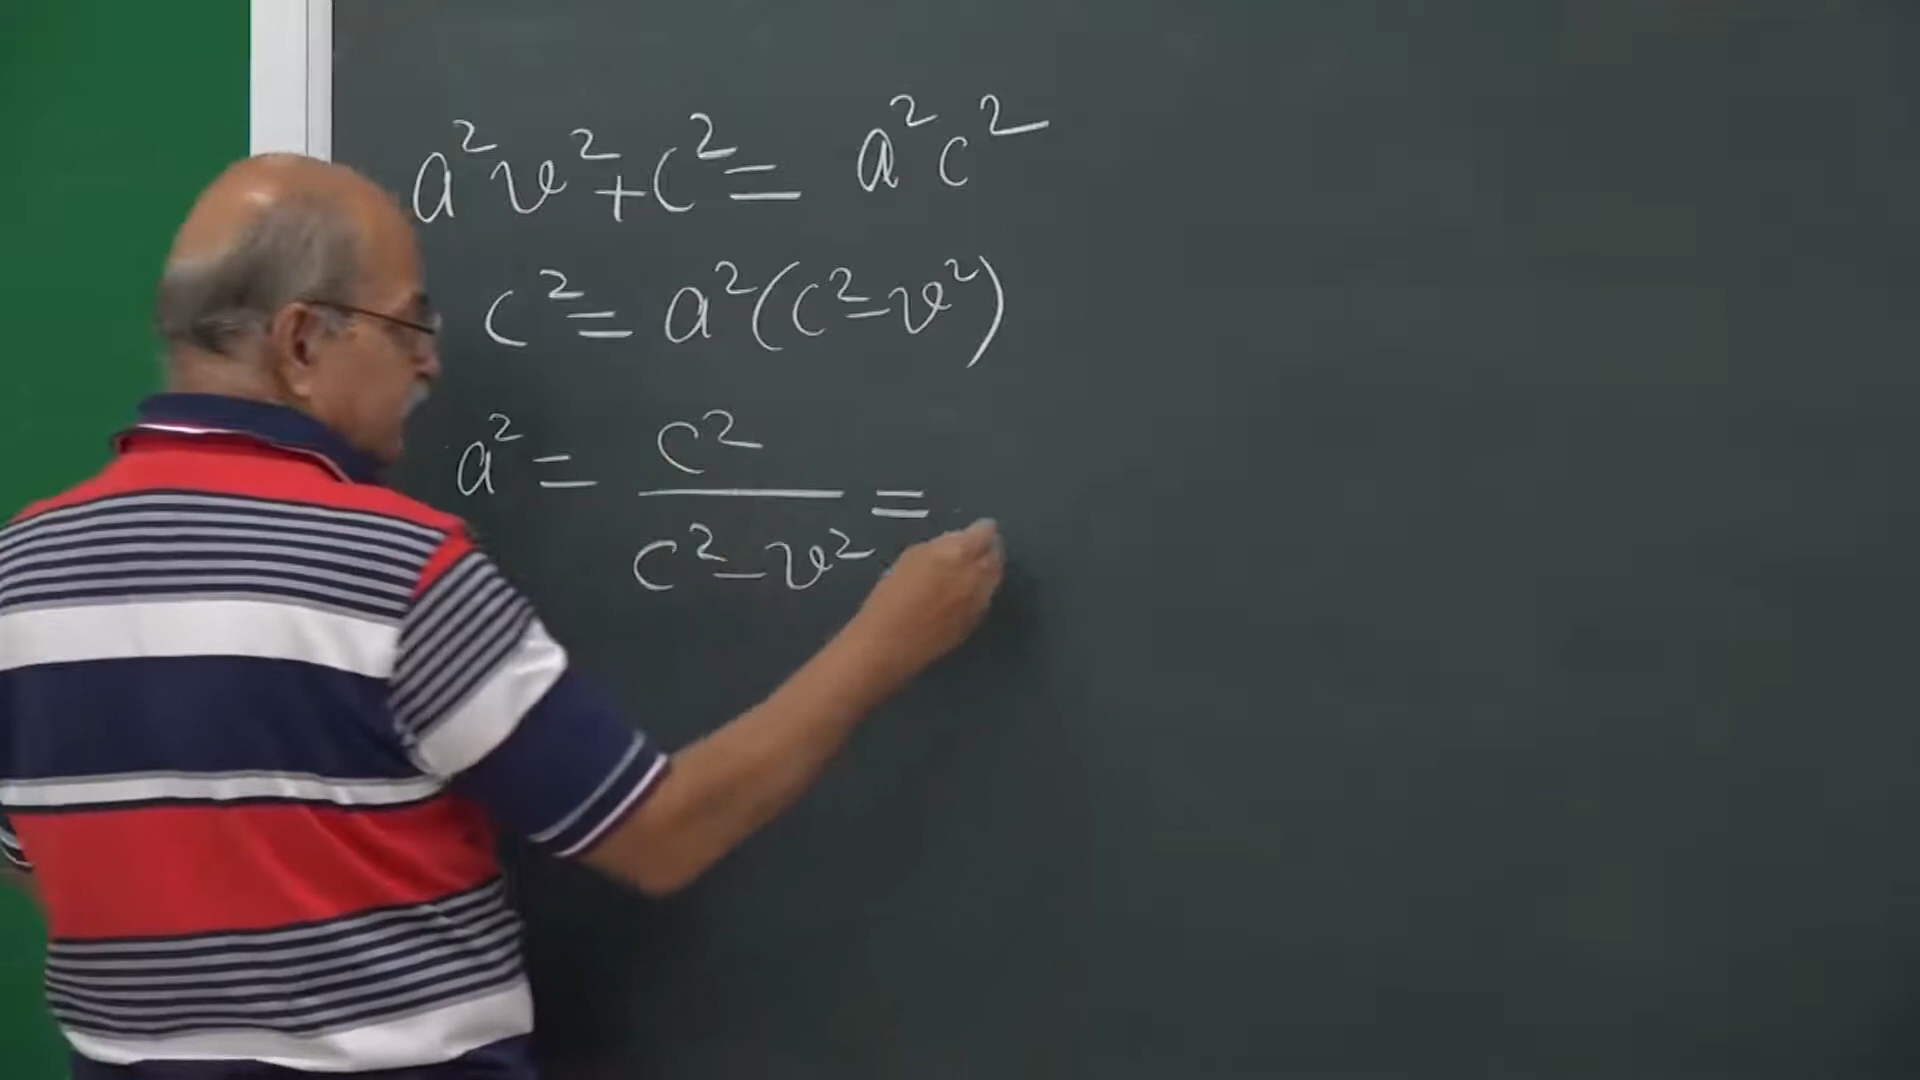 a²v²+c²= a²c²
c²= a²(c²-v²)
a² = c²/c²-v² =